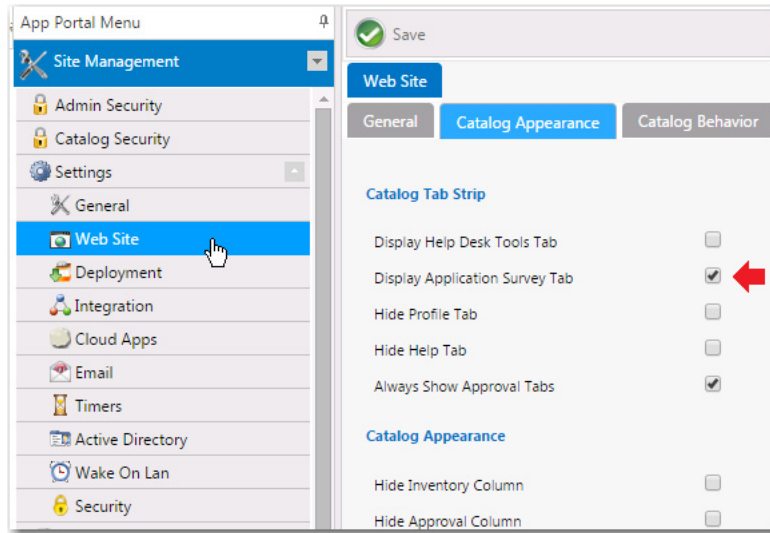 App Portal Menu
Site Management
Admin Security
Catalog Security
Settings
General
Web Site
Deployment
Integration
Cloud Apps
Email
Timers
Active Directory
Wake On Lan
Security
Save
Web Site
General Catalog Appearance Catalog Behavior
Catalog Tab Strip
Display Help Desk Tools Tab
Display Application Survey Tab
Hide Profile Tab
Hide Help Tab
Always Show Approval Tabs
Catalog Appearance
Hide Inventory Column
Hide Approval Column